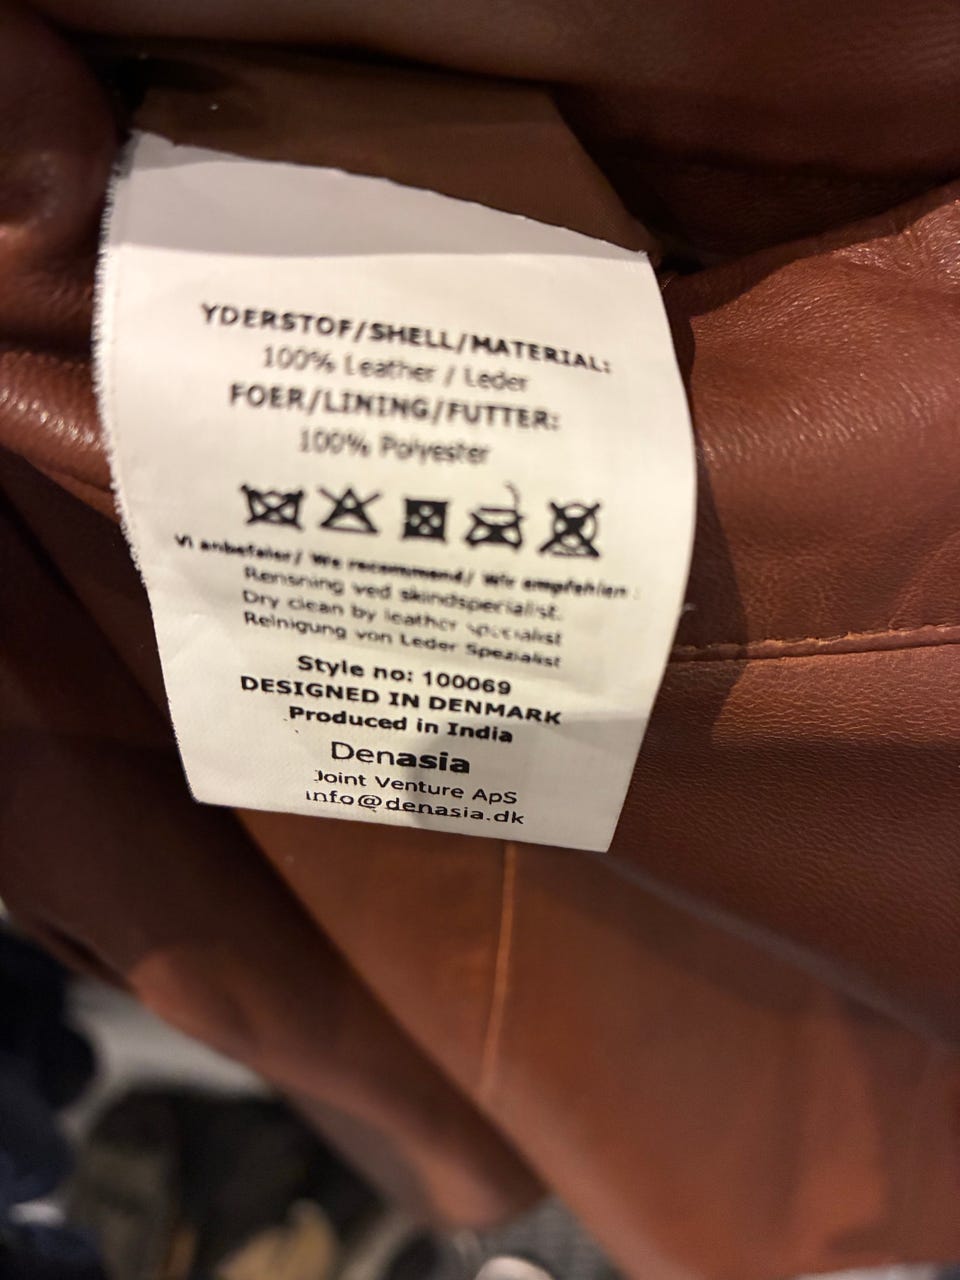 YDERSTOF/SHELL/MATERIAL:
100% Leather / Leder
FOER/LINING/FUTTER:
100% Polyester
Vi anbefaler/ We recommend/ Wir empfehlen :
Rensning ved skindspecialist.
Dry clean by leather specialist
Reinigung von Leder Spezialist
Style no: 100069
DESIGNED IN DENMARK
Produced in India
Denasia
Joint Venture ApS
info@denasia.dk